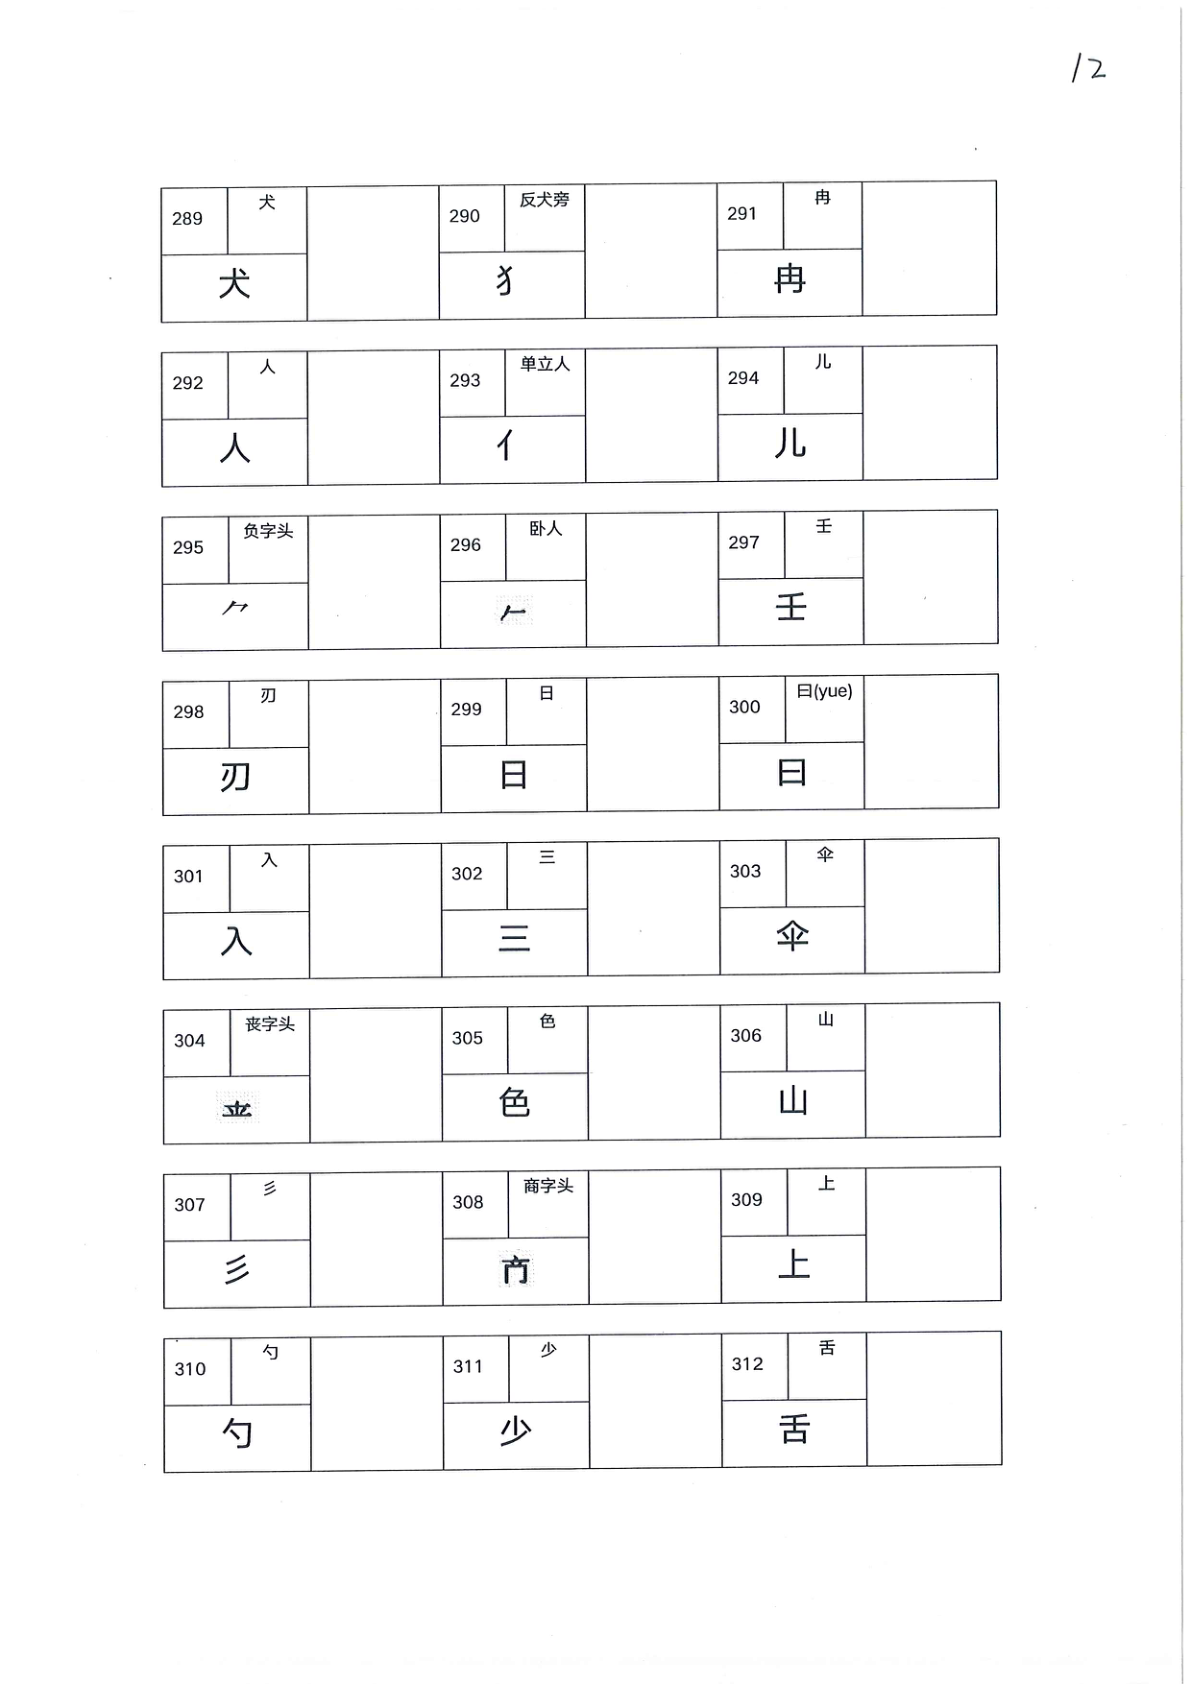 12
289 犬 290 反犬旁 291 冉
犬 犭 冉
292 人 293 单立人 294 儿
人 亻 儿
295 负字头 296 卧人 297 壬
⺈ 𠂉 壬
298 刃 299 日 300 曰(yue)
刃 日 曰
301 入 302 三 303 伞
入 三 伞
304 丧字头 305 色 306 山
色 山
307 彡 308 商字头 309 上
彡 上
310 勺 311 少 312 舌
勺 少 舌